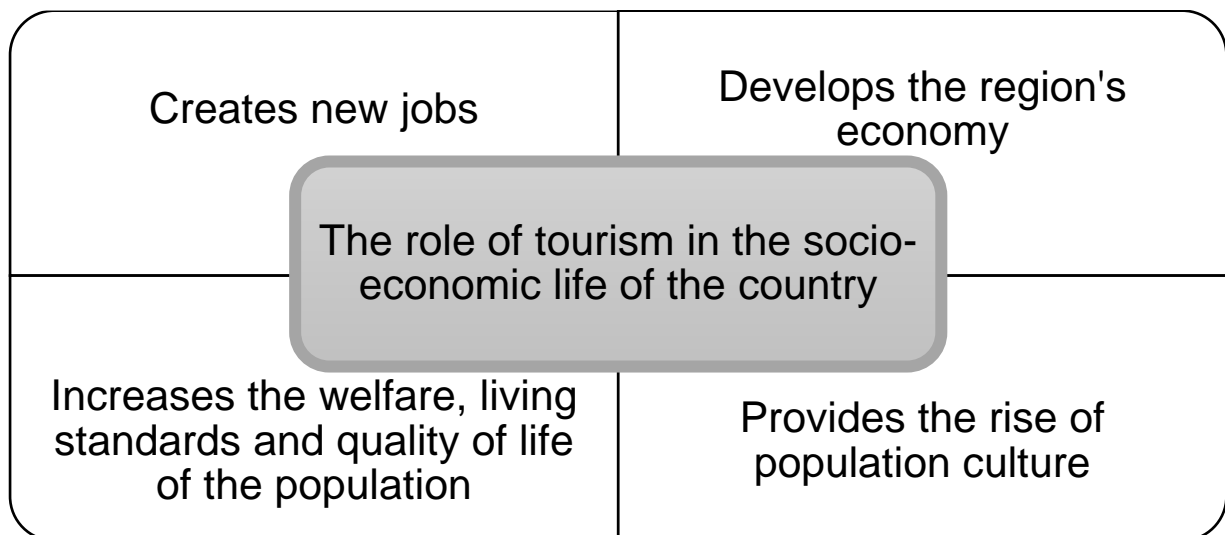 Creates new jobs
Develops the region's
economy
The role of tourism in the socio-
economic life of the country
Increases the welfare, living
standards and quality of life
of the population
Provides the rise of
population culture